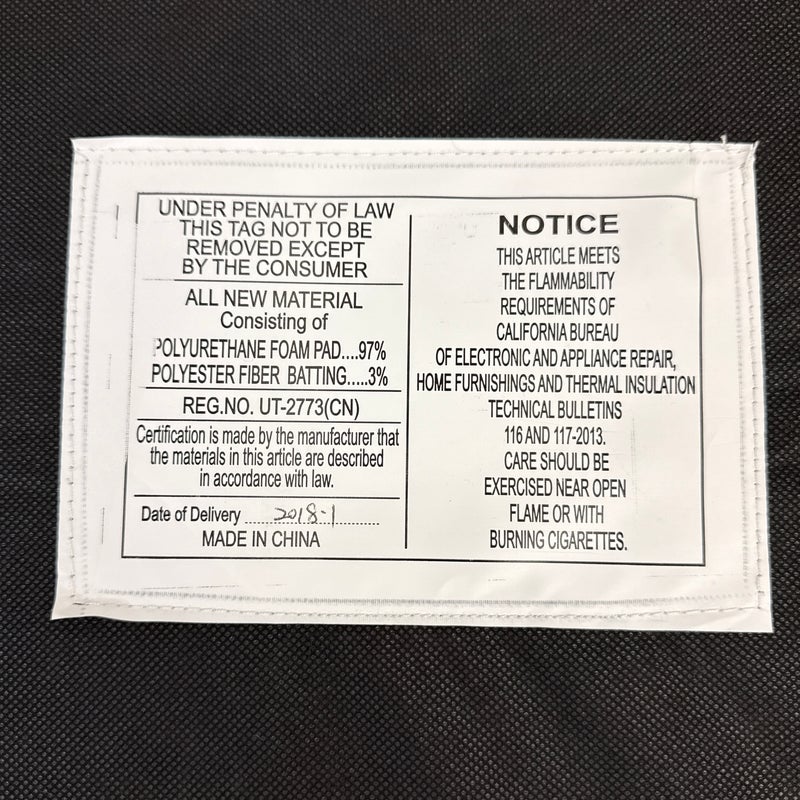 UNDER PENALTY OF LAW
THIS TAG NOT TO BE
REMOVED EXCEPT
BY THE CONSUMER
ALL NEW MATERIAL
Consisting of
POLYURETHANE FOAM PAD....97%
POLYESTER FIBER BATTING.....3%
REG.NO. UT-2773(CN)
Certification is made by the manufacturer that
the materials in this article are described
in accordance with law.
Date of Delivery 2018-1
MADE IN CHINA
NOTICE
THIS ARTICLE MEETS
THE FLAMMABILITY
REQUIREMENTS OF
CALIFORNIA BUREAU
OF ELECTRONIC AND APPLIANCE REPAIR,
HOME FURNISHINGS AND THERMAL INSULATION
TECHNICAL BULLETINS
116 AND 117-2013.
CARE SHOULD BE
EXERCISED NEAR OPEN
FLAME OR WITH
BURNING CIGARETTES.